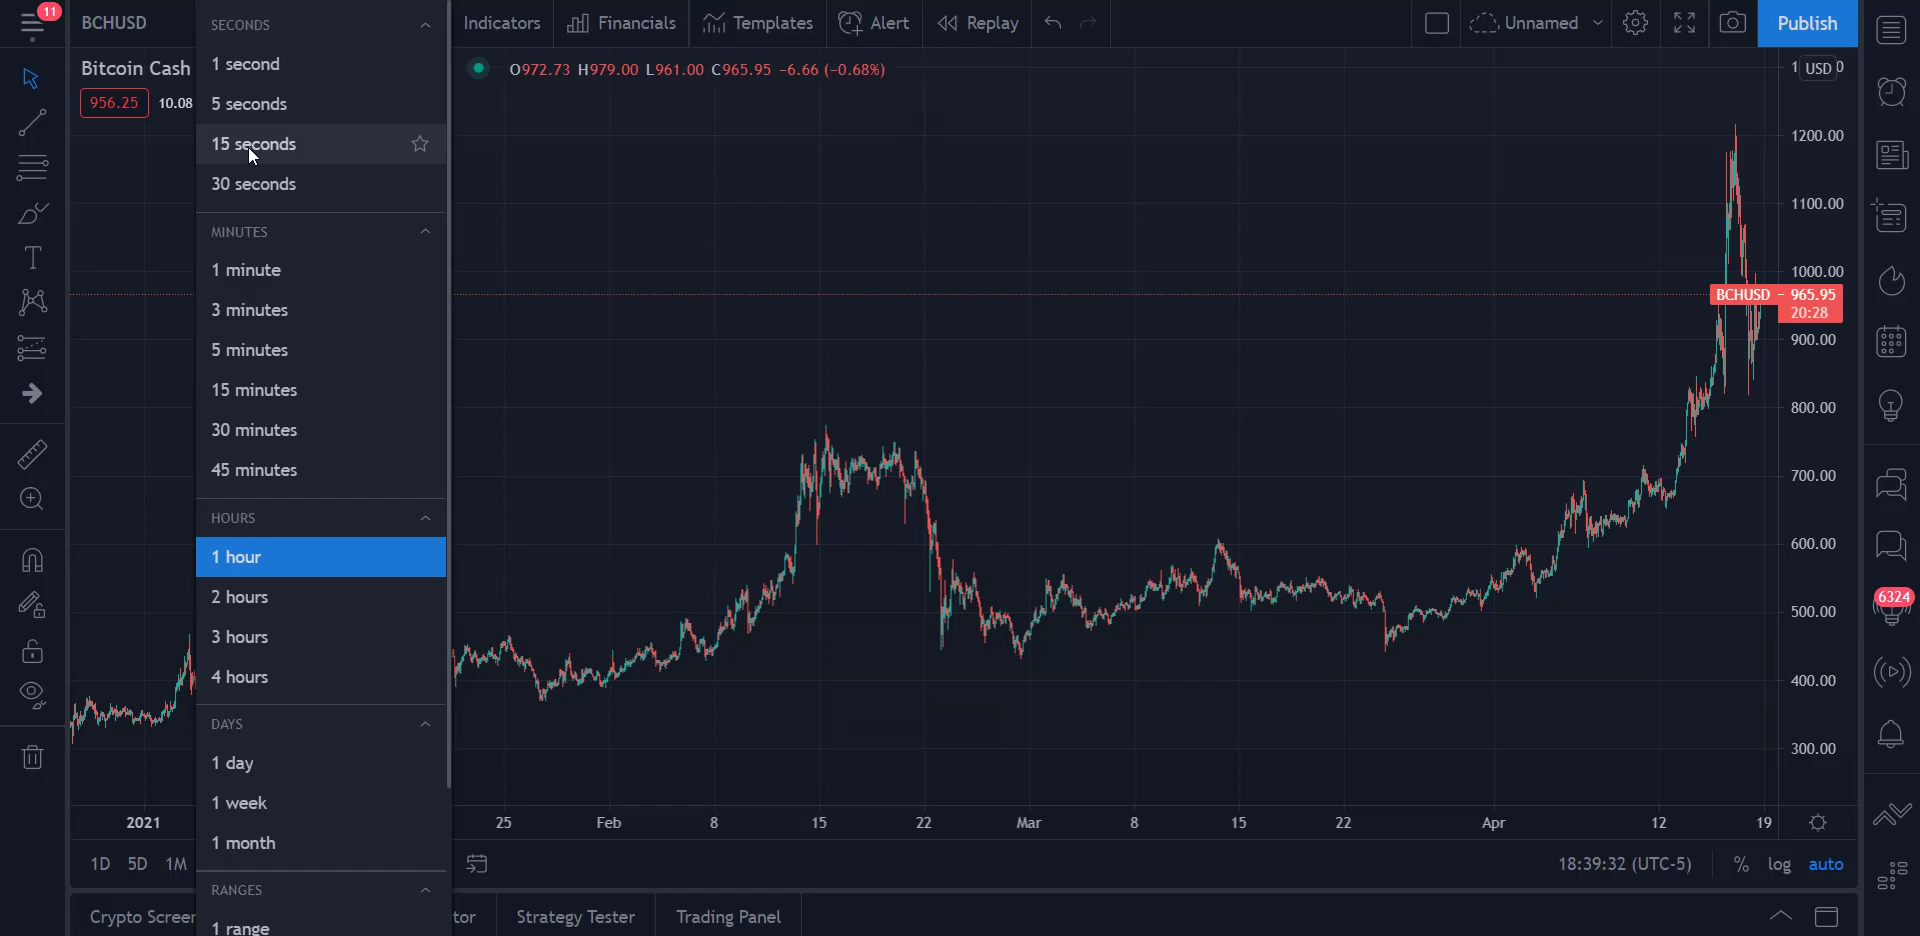 11
BCHUSD
Indicators
Financials
Templates
Alert
Replay
Unnamed
Publish
Bitcoin Cash
956.25
10.08
O972.73 H979.00 L961.00 C965.95 −6.66 (−0.68%)
SECONDS
1 second
5 seconds
15 seconds
30 seconds
MINUTES
1 minute
3 minutes
5 minutes
15 minutes
30 minutes
45 minutes
HOURS
1 hour
2 hours
3 hours
4 hours
DAYS
1 day
1 week
1 month
RANGES
1 range
USD
1200.00
1100.00
1000.00
BCHUSD
965.95
20:28
900.00
800.00
700.00
600.00
500.00
400.00
300.00
6324
2021
25
Feb
8
15
22
Mar
8
15
22
Apr
12
19
1D 5D 1M
18:39:32 (UTC-5)
% log auto
Crypto Screen
tor
Strategy Tester
Trading Panel